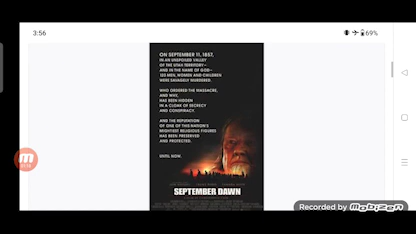 3:56
69%
ON SEPTEMBER 11, 1857,
IN AN UNSPOILED VALLEY
OF THE UTAH TERRITORY—
AND IN THE NAME OF GOD—
120 MEN, WOMEN AND CHILDREN
WERE SAVAGELY MURDERED.
WHO ORDERED THE MASSACRE,
AND WHY,
HAS BEEN HIDDEN
IN A CLOAK OF SECRECY
AND CONSPIRACY.
AND THE REPUTATION
OF ONE OF THIS NATION'S
MIGHTIEST RELIGIOUS FIGURES
HAS BEEN PRESERVED
AND PROTECTED.
UNTIL NOW.
SEPTEMBER DAWN
Recorded by Mobizen